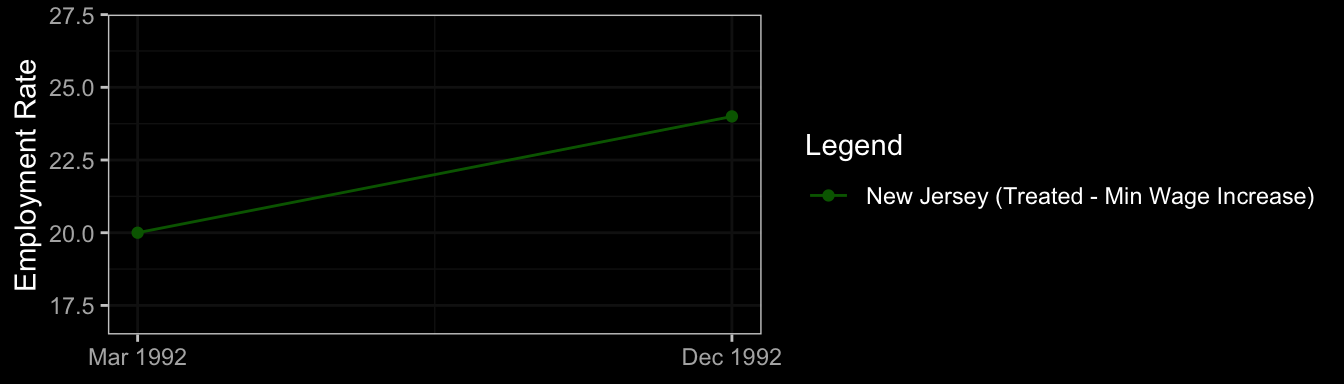 27.5
25.0
22.5
20.0
17.5
Employment Rate
Mar 1992
Dec 1992
Legend
New Jersey (Treated - Min Wage Increase)